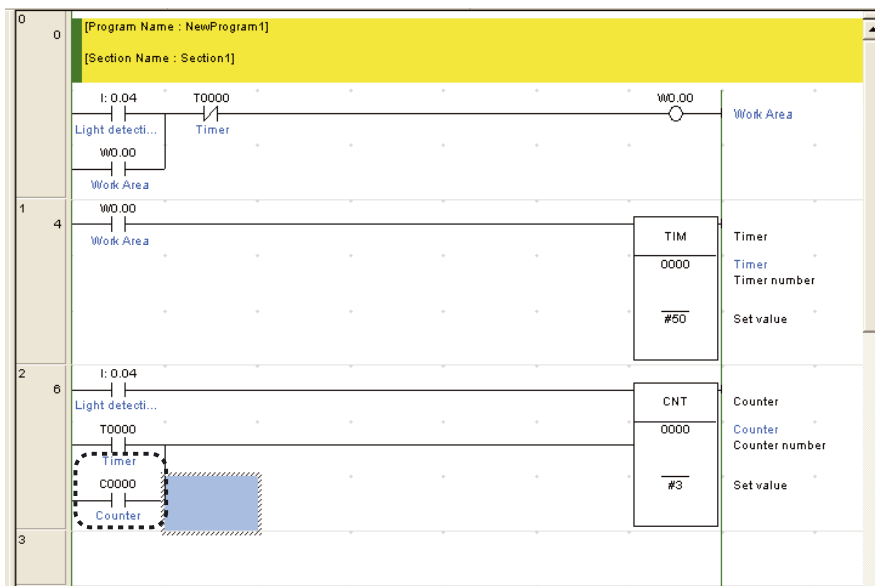 0
0
[Program Name : NewProgram1]
[Section Name : Section1]
I: 0.04
T0000
W0.00
Light detecti...
Timer
Work Area
W0.00
Work Area
1
4
W0.00
Work Area
TIM
Timer
0000
Timer
Timer number
#50
Set value
2
6
I: 0.04
Light detecti...
CNT
Counter
T0000
Timer
0000
Counter
Counter number
C0000
Counter
#3
Set value
3